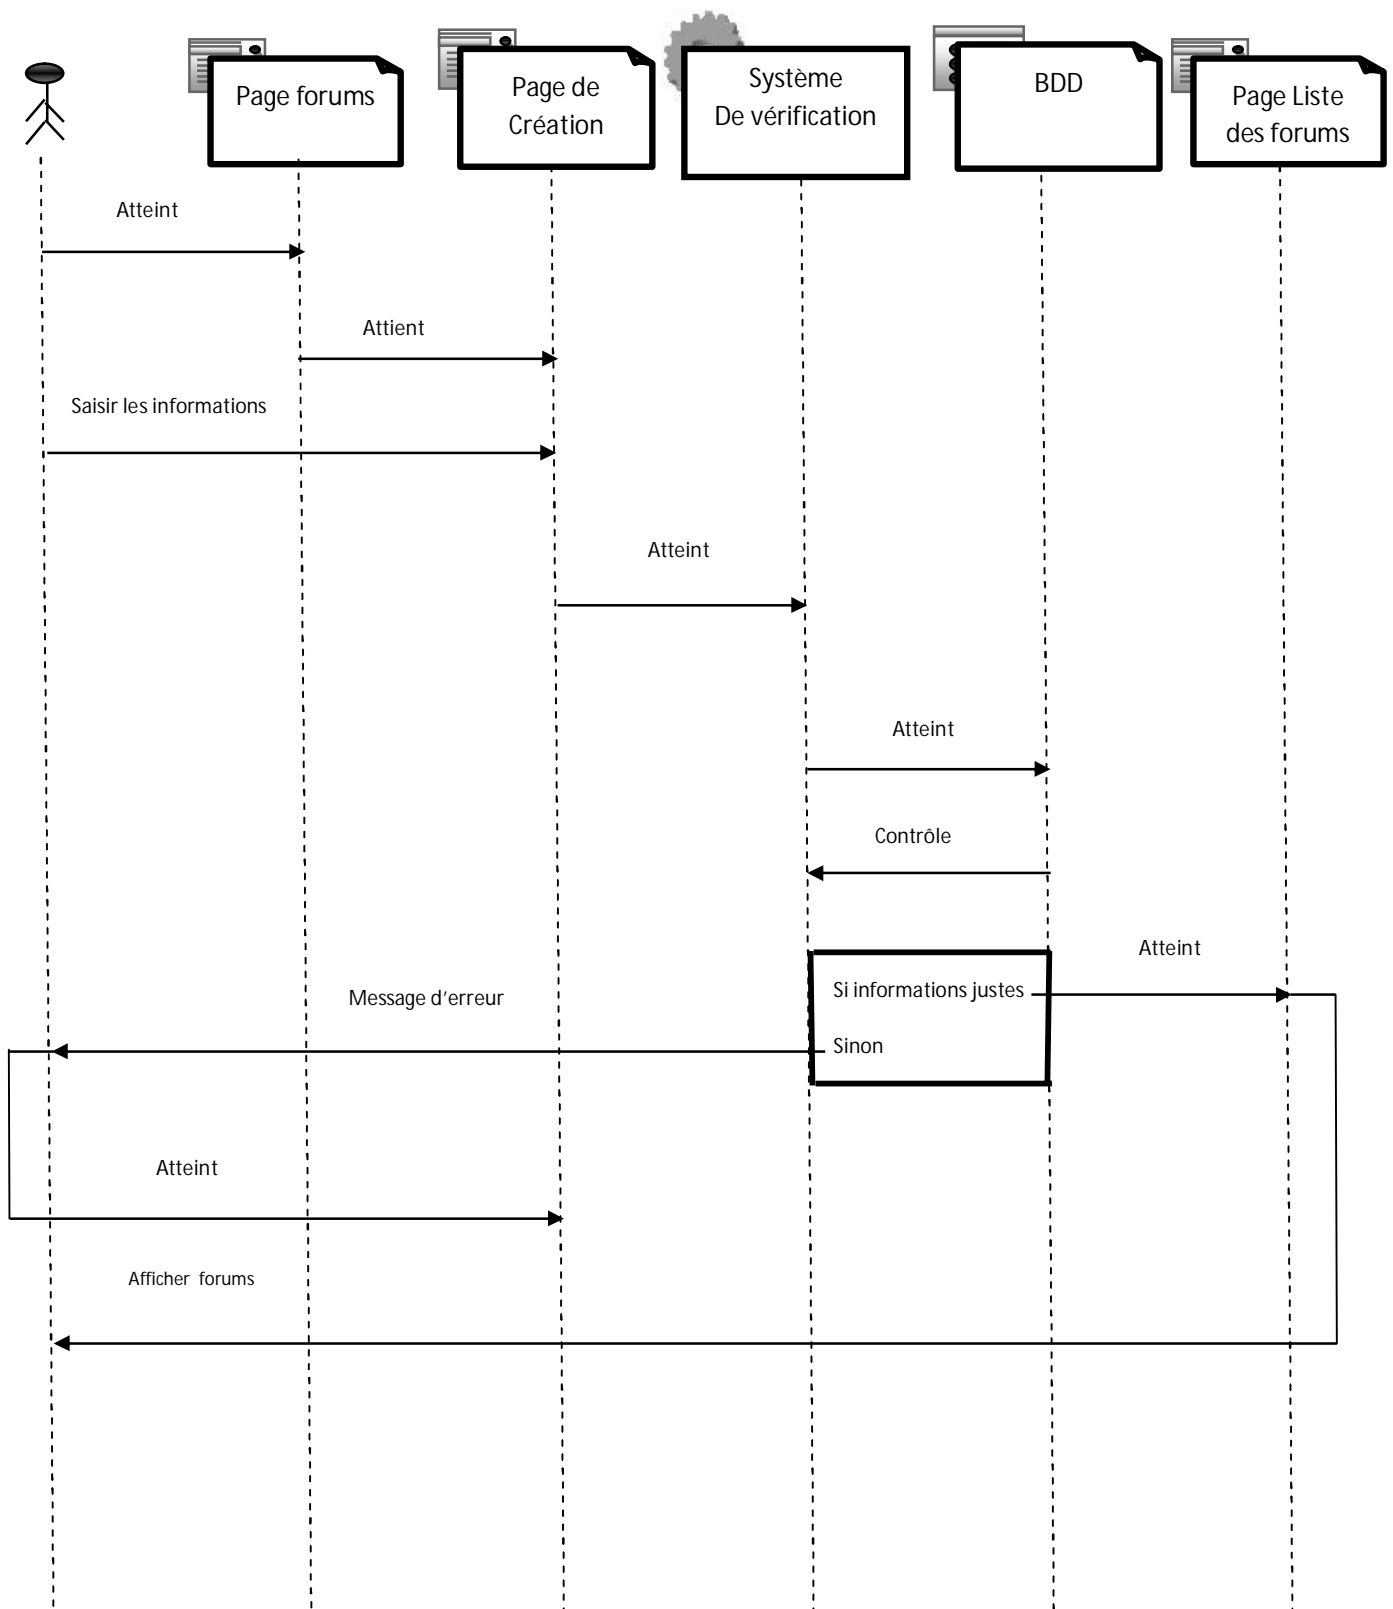 Page forums
Page de
Création
Système
De vérification
BDD
Page Liste
des forums
Atteint
Attient
Saisir les informations
Atteint
Atteint
Contrôle
Atteint
Si informations justes
Message d'erreur
Sinon
Atteint
Afficher forums